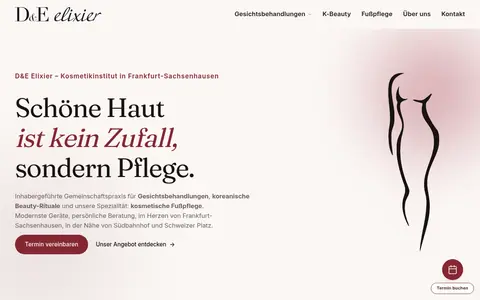 D&E elixier
Gesichtsbehandlungen
K-Beauty
Fußpflege
Über uns
Kontakt
D&E Elixier – Kosmetikinstitut in Frankfurt-Sachsenhausen
Schöne Haut
ist kein Zufall,
sondern Pflege.
Inhabergeführte Gemeinschaftspraxis für Gesichtsbehandlungen, koreanische
Beauty-Rituale und unsere Spezialität: kosmetische Fußpflege.
Modernste Geräte, persönliche Beratung, im Herzen von Frankfurt-
Sachsenhausen, in der Nähe von Südbahnhof und Schweizer Platz.
Termin vereinbaren
Unser Angebot entdecken →
Termin buchen